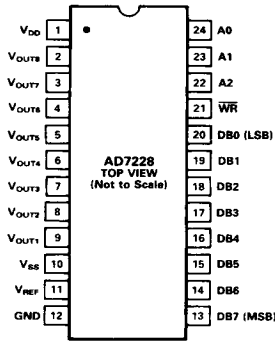 VDD 1
VOUT8 2
VOUT7 3
VOUT6 4
VOUT5 5
VOUT4 6
VOUT3 7
VOUT2 8
VOUT1 9
VSS 10
VREF 11
GND 12
AD7228
TOP VIEW
(Not to Scale)
24 A0
23 A1
22 A2
21 W̅R̅
20 DB0 (LSB)
19 DB1
18 DB2
17 DB3
16 DB4
15 DB5
14 DB6
13 DB7 (MSB)